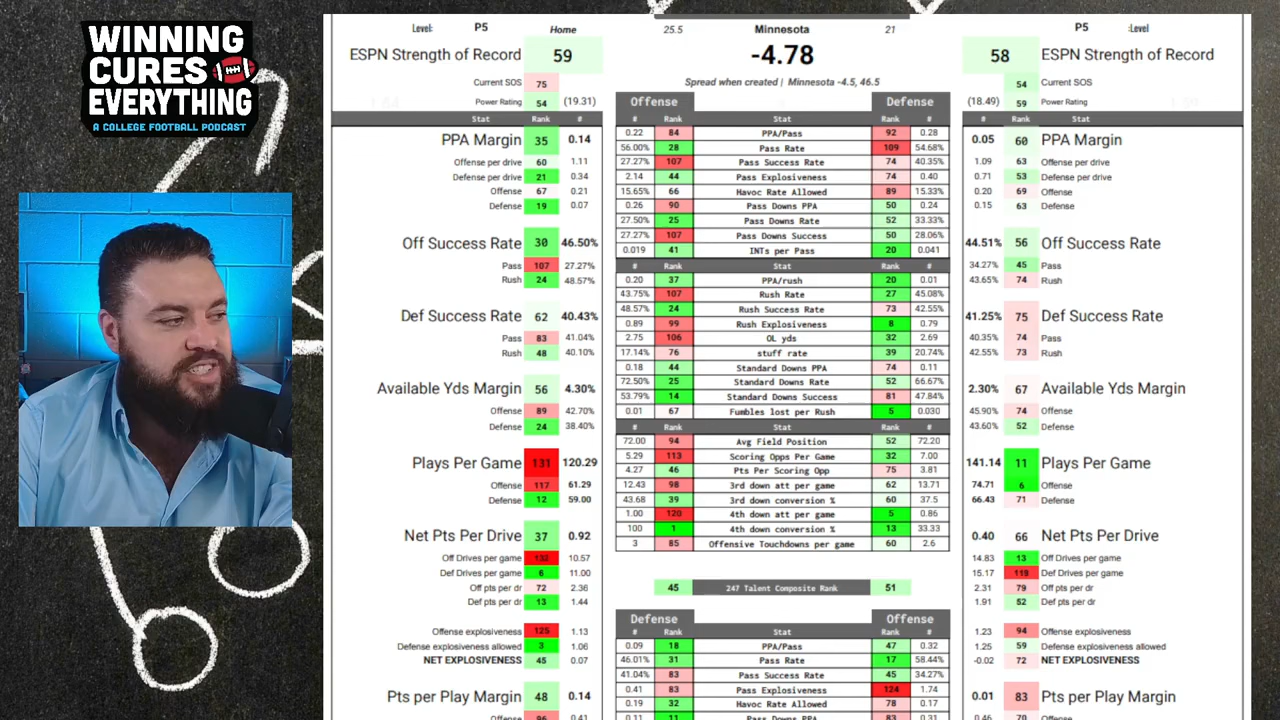 WINNING
CURES
EVERYTHING
A COLLEGE FOOTBALL PODCAST
Level: P5 Home 25.5 Minnesota 21 P5 :Level
ESPN Strength of Record 59 -4.78 58 ESPN Strength of Record
Current SOS 75 Spread when created | Minnesota -4.5, 46.5 54 Current SOS
Power Rating 54 (19.31) Offense Defense (18.49) 59 Power Rating
Stat Rank #
# Rank Stat Rank #
# Rank Stat
PPA Margin 35 0.14
Offense per drive 60 1.11
Defense per drive 21 0.34
Offense 67 0.21
Defense 19 0.07
Off Success Rate 30 46.50%
Pass 107 27.27%
Rush 24 48.57%
Def Success Rate 62 40.43%
Pass 83 41.04%
Rush 48 40.10%
Available Yds Margin 56 4.30%
Offense 89 42.70%
Defense 24 38.40%
Plays Per Game 131 120.29
Offense 117 61.29
Defense 12 59.00
Net Pts Per Drive 37 0.92
Off Drives per game 132 10.57
Def Drives per game 6 11.00
Off pts per dr 72 2.36
Def pts per dr 13 1.44
Offense explosiveness 125 1.13
Defense explosiveness allowed 3 1.06
NET EXPLOSIVENESS 45 0.07
Pts per Play Margin 48 0.14
0.22 84 PPA/Pass 92 0.28
56.00% 28 Pass Rate 109 54.68%
27.27% 107 Pass Success Rate 74 40.35%
2.14 44 Pass Explosiveness 74 0.40
15.65% 66 Havoc Rate Allowed 89 15.33%
0.26 90 Pass Downs PPA 50 0.24
27.50% 25 Pass Downs Rate 52 33.33%
27.27% 107 Pass Downs Success 50 28.06%
0.019 41 INTs per Pass 20 0.041
# Rank Stat Rank #
0.20 37 PPA/rush 20 0.01
43.75% 107 Rush Rate 27 45.08%
48.57% 24 Rush Success Rate 73 42.55%
0.89 99 Rush Explosiveness 8 0.79
2.75 106 OL yds 32 2.69
17.14% 76 stuff rate 39 20.74%
0.18 44 Standard Downs PPA 74 0.11
72.50% 25 Standard Downs Rate 52 66.67%
53.79% 14 Standard Downs Success 81 47.84%
0.01 67 Fumbles lost per Rush 5 0.030
# Rank Stat Rank #
72.00 94 Avg Field Position 52 72.20
5.29 113 Scoring Opps Per Game 32 7.00
4.27 46 Pts Per Scoring Opp 75 3.81
12.43 98 3rd down att per game 62 13.71
43.68 39 3rd down conversion % 60 37.5
1.00 120 4th down att per game 5 0.86
100 1 4th down conversion % 13 33.33
3 85 Offensive Touchdowns per game 60 2.6
45 247 Talent Composite Rank 51
Defense Offense
# Rank Stat Rank #
0.09 18 PPA/Pass 47 0.32
46.01% 31 Pass Rate 17 58.44%
41.04% 83 Pass Success Rate 45 34.27%
0.41 83 Pass Explosiveness 124 1.74
0.19 32 Havoc Rate Allowed 78 0.17
0.11 11 Pass Downs PPA 83 0.31
0.05 60 PPA Margin
1.09 63 Offense per drive
0.71 53 Defense per drive
0.20 69 Offense
0.15 63 Defense
44.51% 56 Off Success Rate
34.27% 45 Pass
43.65% 74 Rush
41.25% 75 Def Success Rate
40.35% 74 Pass
42.55% 73 Rush
2.30% 67 Available Yds Margin
45.90% 74 Offense
43.60% 52 Defense
141.14 11 Plays Per Game
74.71 6 Offense
66.43 71 Defense
0.40 66 Net Pts Per Drive
14.83 13 Off Drives per game
15.17 119 Def Drives per game
2.31 79 Off pts per dr
1.91 52 Def pts per dr
1.23 94 Offense explosiveness
1.25 59 Defense explosiveness allowed
-0.02 72 NET EXPLOSIVENESS
0.01 83 Pts per Play Margin